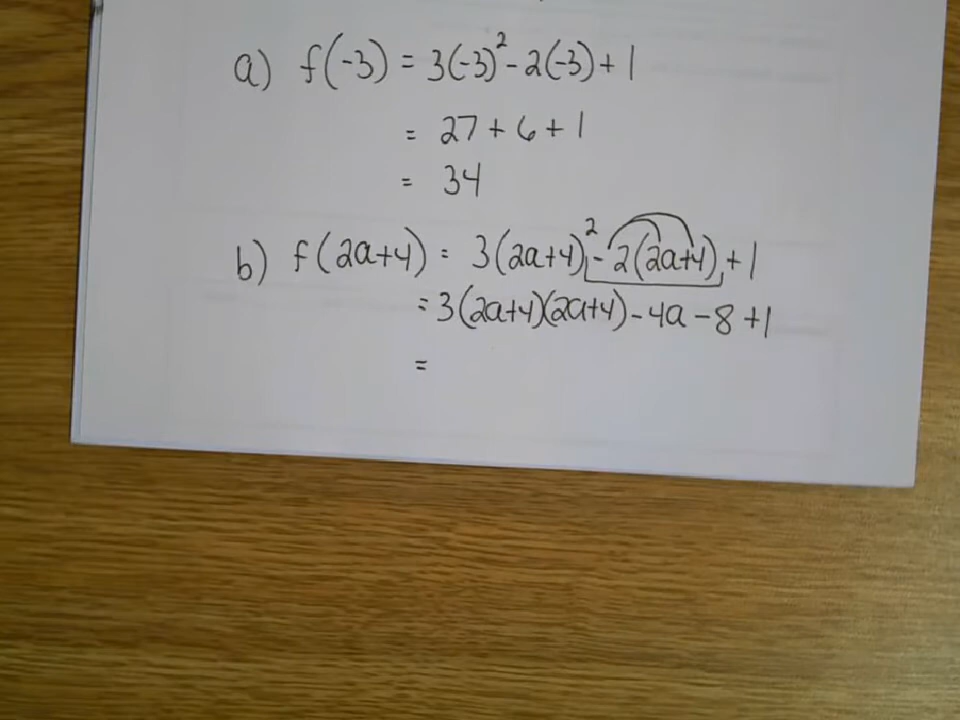 a) f(-3) = 3(-3)² - 2(-3) + 1
= 27 + 6 + 1
= 34
b) f(2a+4) = 3(2a+4)² - 2(2a+4) + 1
= 3(2a+4)(2a+4) - 4a - 8 + 1
=